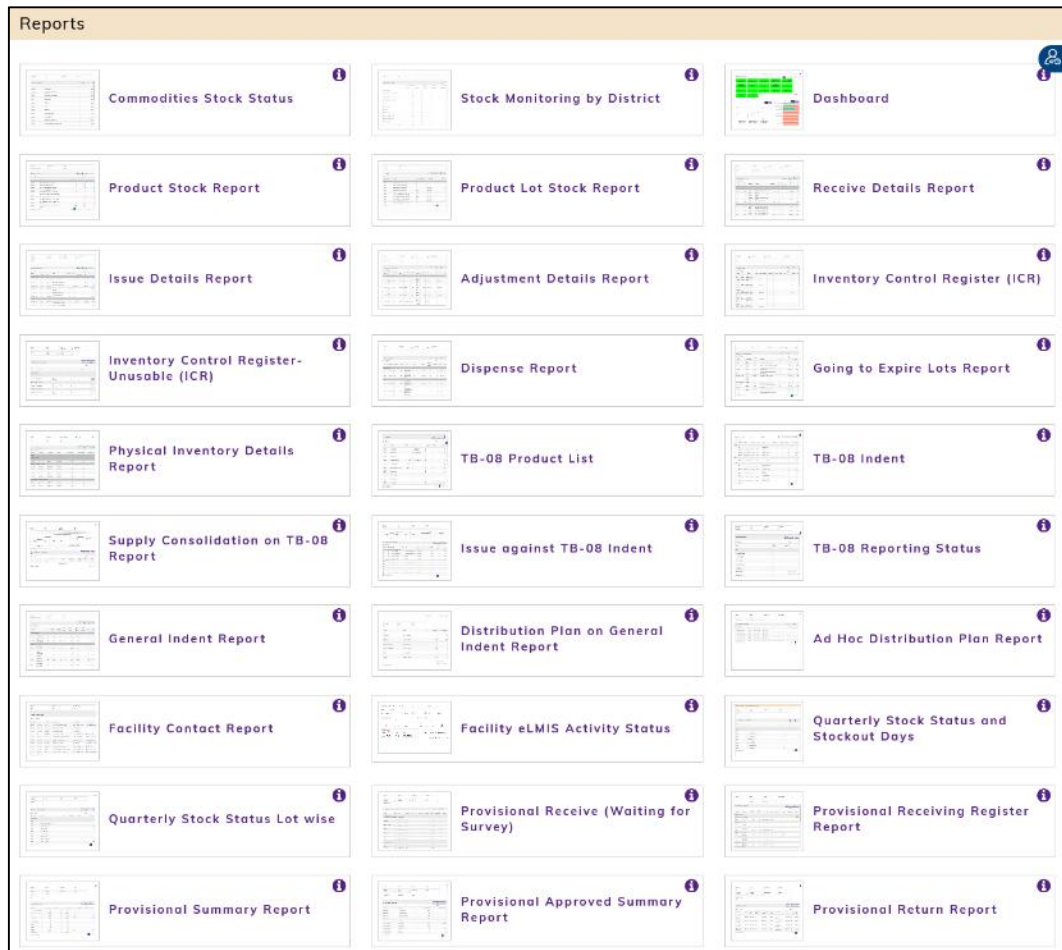 Reports
Commodities Stock Status
Stock Monitoring by District
Dashboard
Product Stock Report
Product Lot Stock Report
Receive Details Report
Issue Details Report
Adjustment Details Report
Inventory Control Register (ICR)
Inventory Control Register-
Unusable (ICR)
Dispense Report
Going to Expire Lots Report
Physical Inventory Details
Report
TB-08 Product List
TB-08 Indent
Supply Consolidation on TB-08
Report
Issue against TB-08 Indent
TB-08 Reporting Status
General Indent Report
Distribution Plan on General
Indent Report
Ad Hoc Distribution Plan Report
Facility Contact Report
Facility eLMIS Activity Status
Quarterly Stock Status and
Stockout Days
Quarterly Stock Status Lot wise
Provisional Receive (Waiting for
Survey)
Provisional Receiving Register
Report
Provisional Summary Report
Provisional Approved Summary
Report
Provisional Return Report